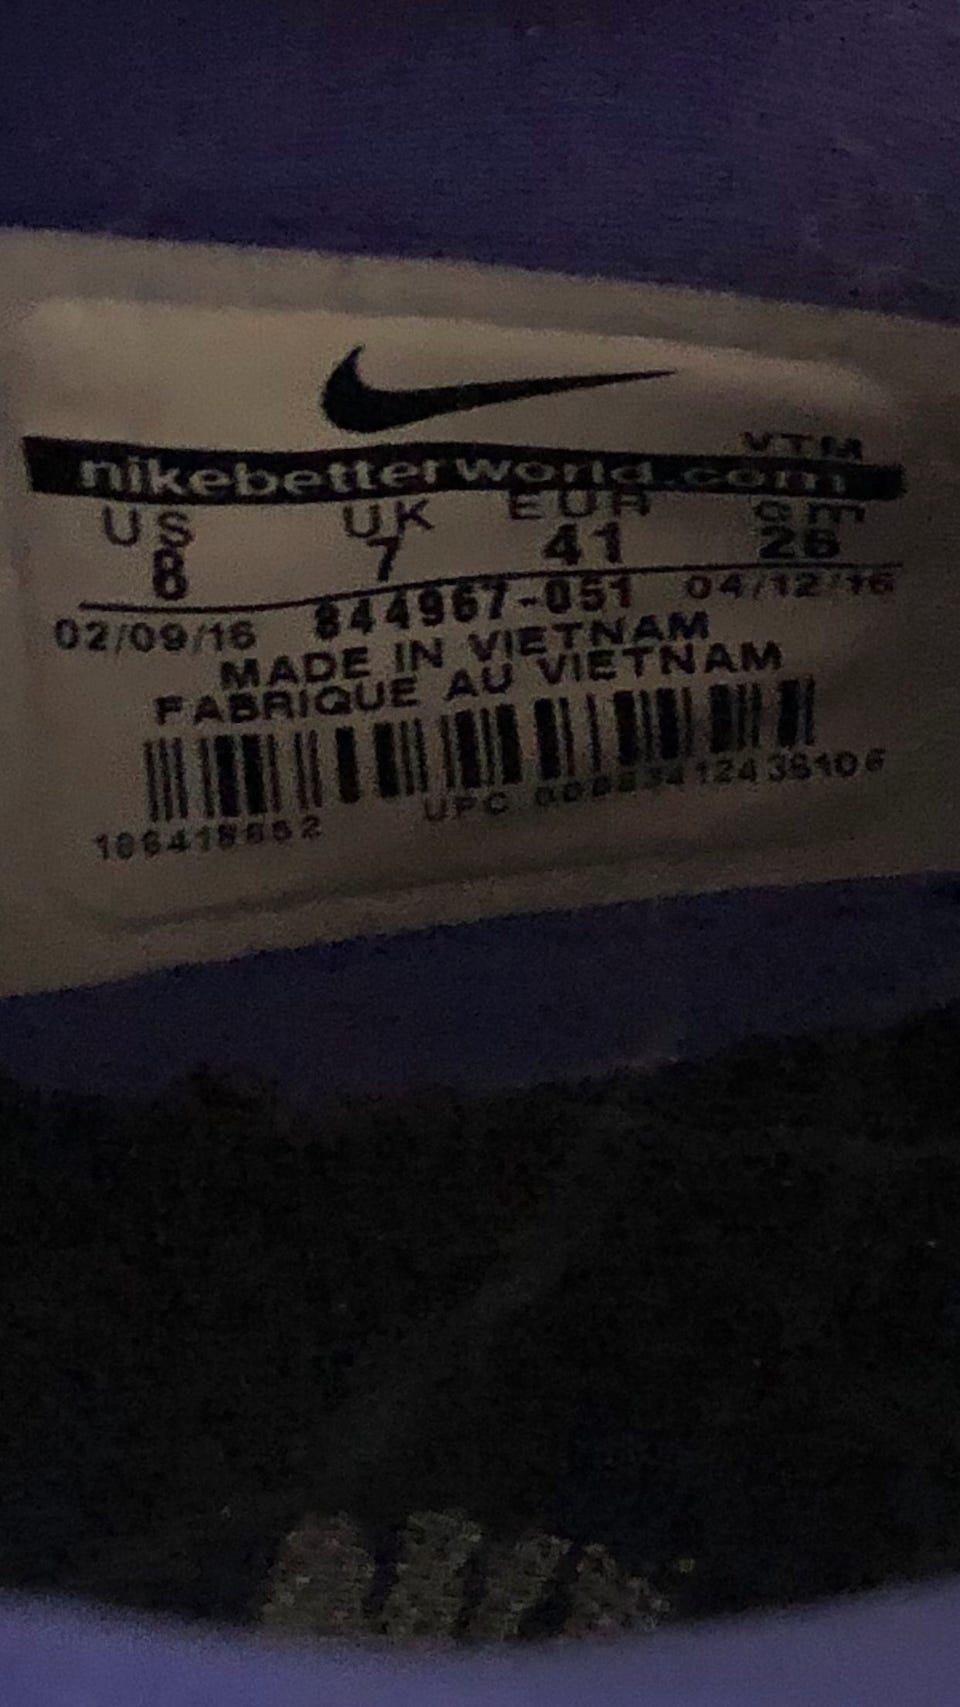 VTM
nikebetterworld.com
US UK EUR cm
8 7 41 26
02/09/16 844967-051 04/12/16
MADE IN VIETNAM
FABRIQUE AU VIETNAM
UPC